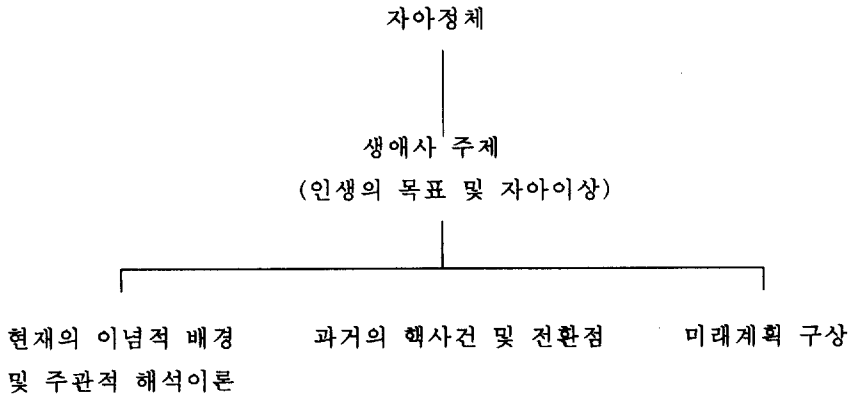 자아정체
생애사 주제
(인생의 목표 및 자아이상)
현재의 이념적 배경
및 주관적 해석이론
과거의 핵사건 및 전환점
미래계획 구상